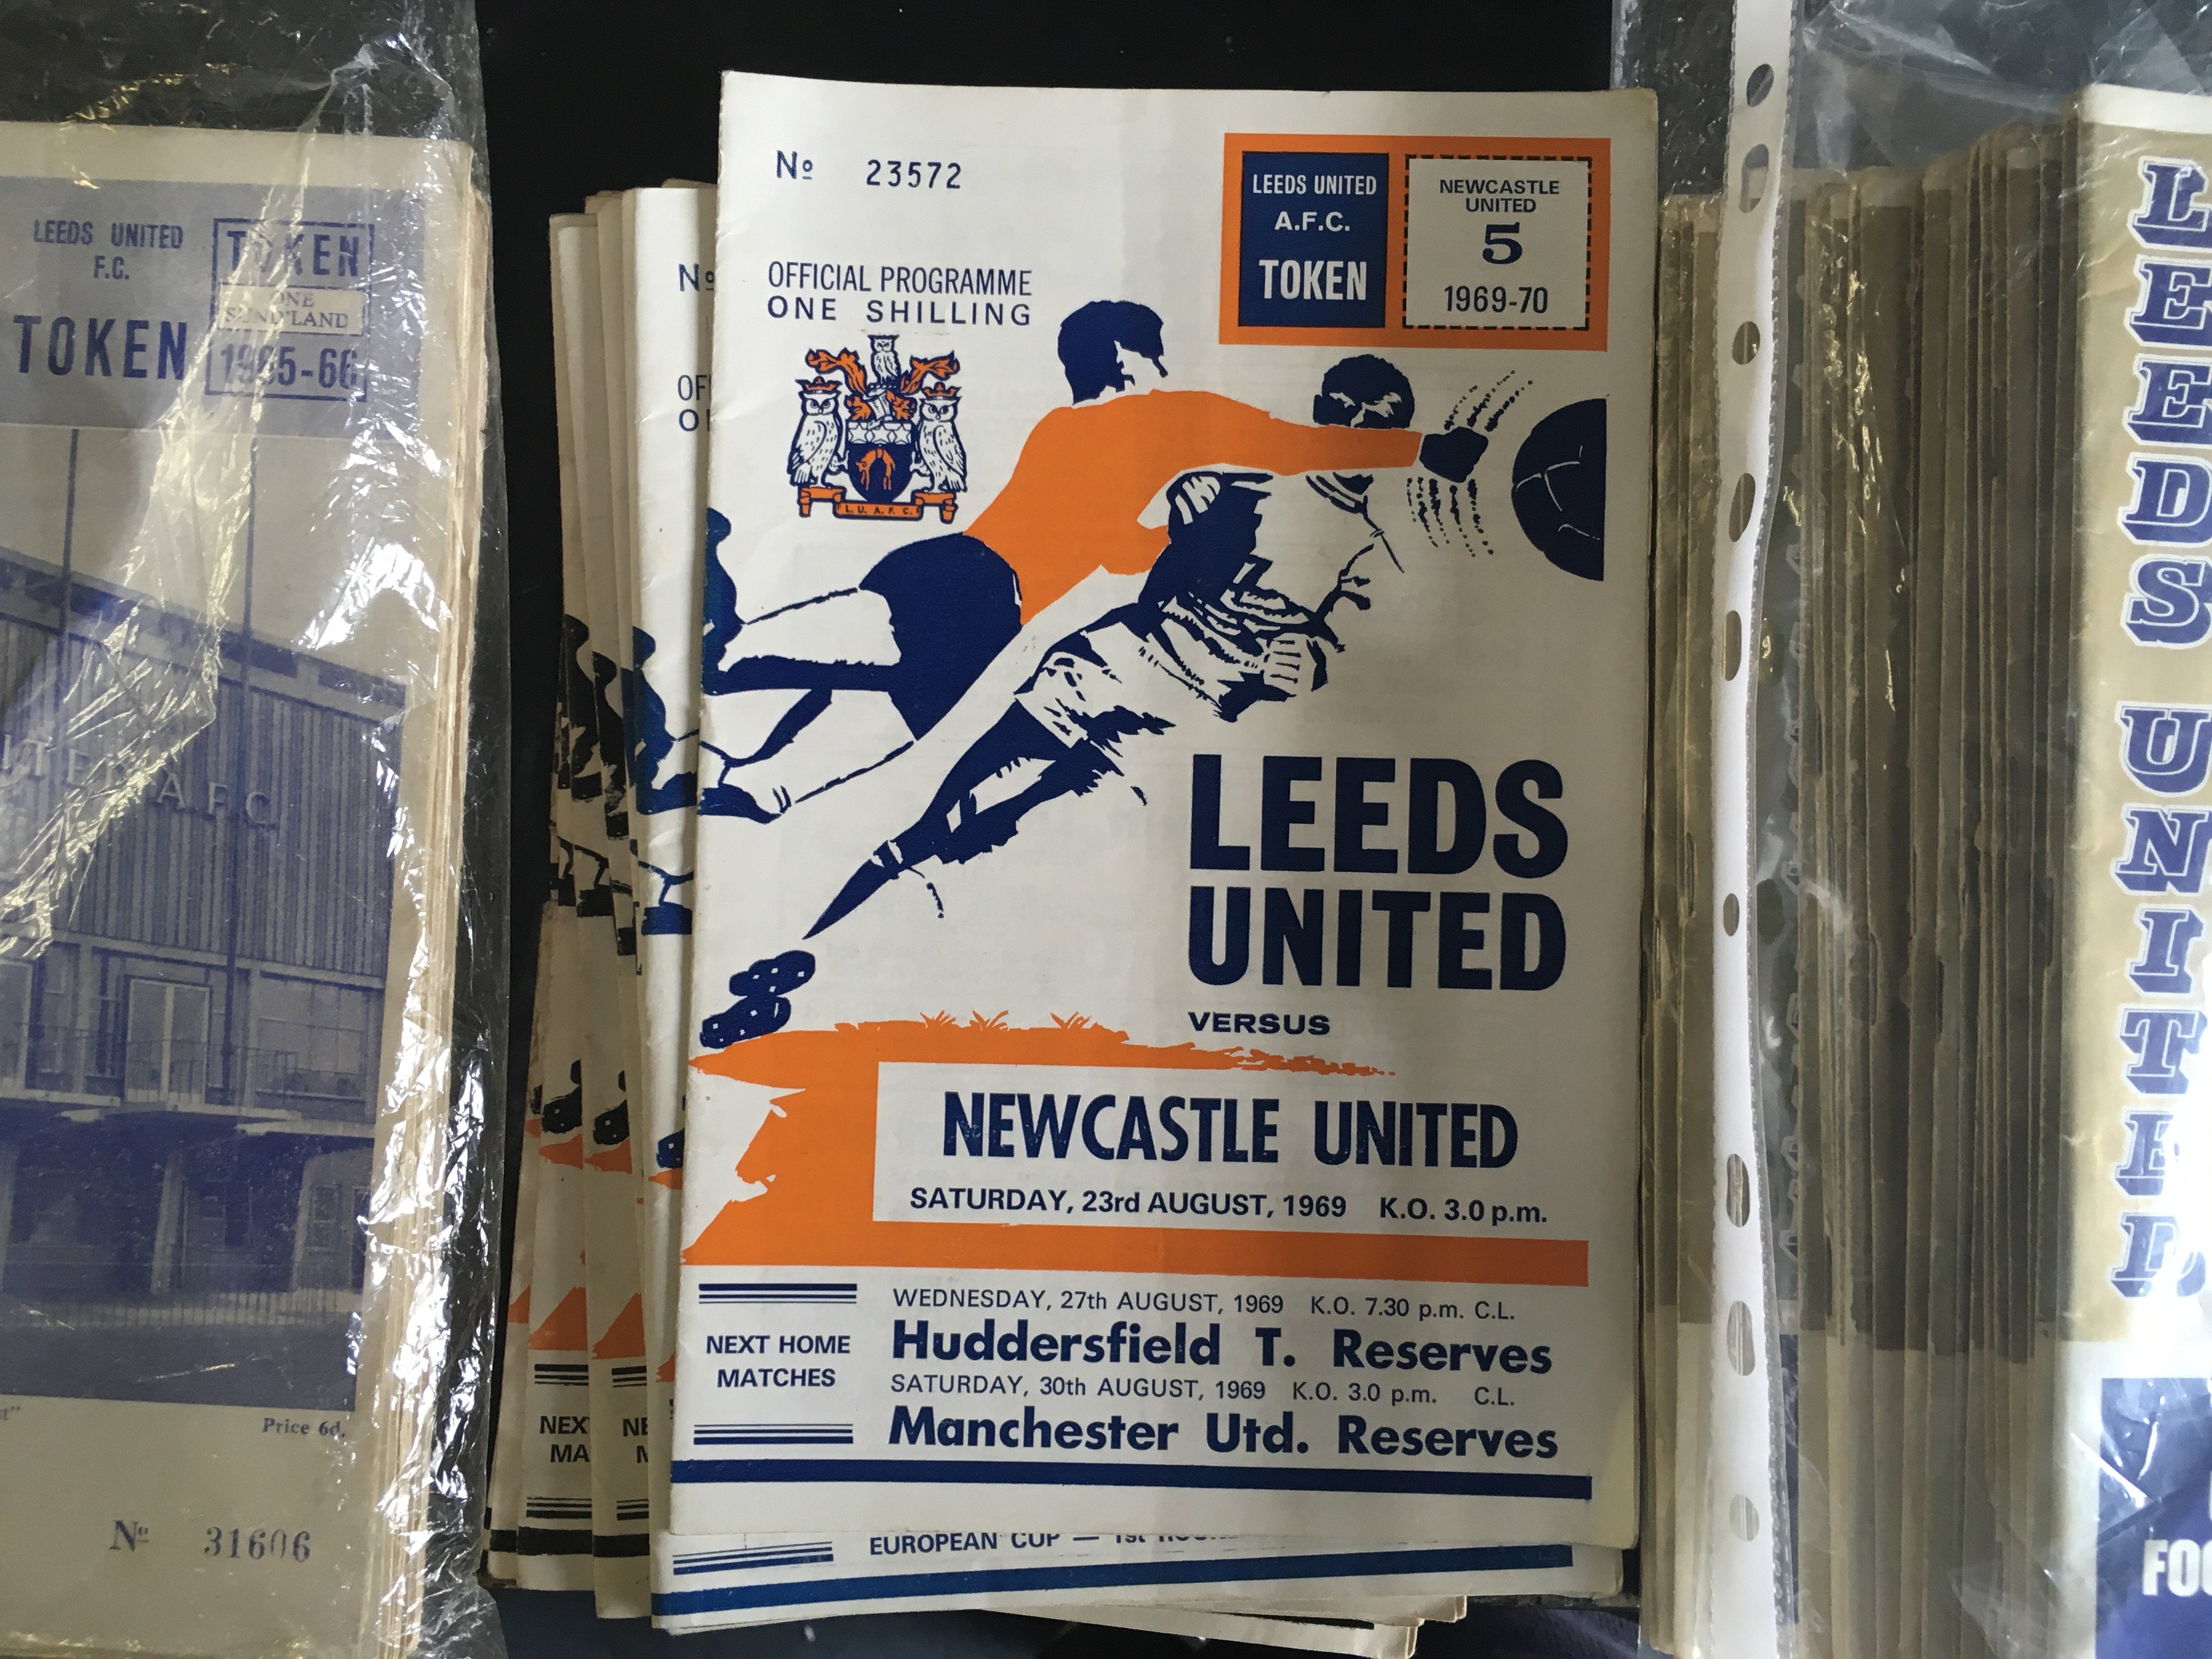 LEEDS UNITED
F.C.
TOKEN
TOKEN
ONE
1965-66
A F C
Price 6d.
Nº 31606
Nº
Nº 23572
OFFICIAL PROGRAMME
ONE SHILLING
L. U. A. F. C.
LEEDS UNITED
A.F.C.
TOKEN
NEWCASTLE
UNITED
5
1969-70
LEEDS
UNITED
VERSUS
NEWCASTLE UNITED
SATURDAY, 23rd AUGUST, 1969 K.O. 3.0 p.m.
NEXT HOME
MATCHES
WEDNESDAY, 27th AUGUST, 1969 K.O. 7.30 p.m. C.L.
Huddersfield T. Reserves
SATURDAY, 30th AUGUST, 1969 K.O. 3.0 p.m. C.L.
Manchester Utd. Reserves
EUROPEAN CUP — 1st
LEEDS UNITED